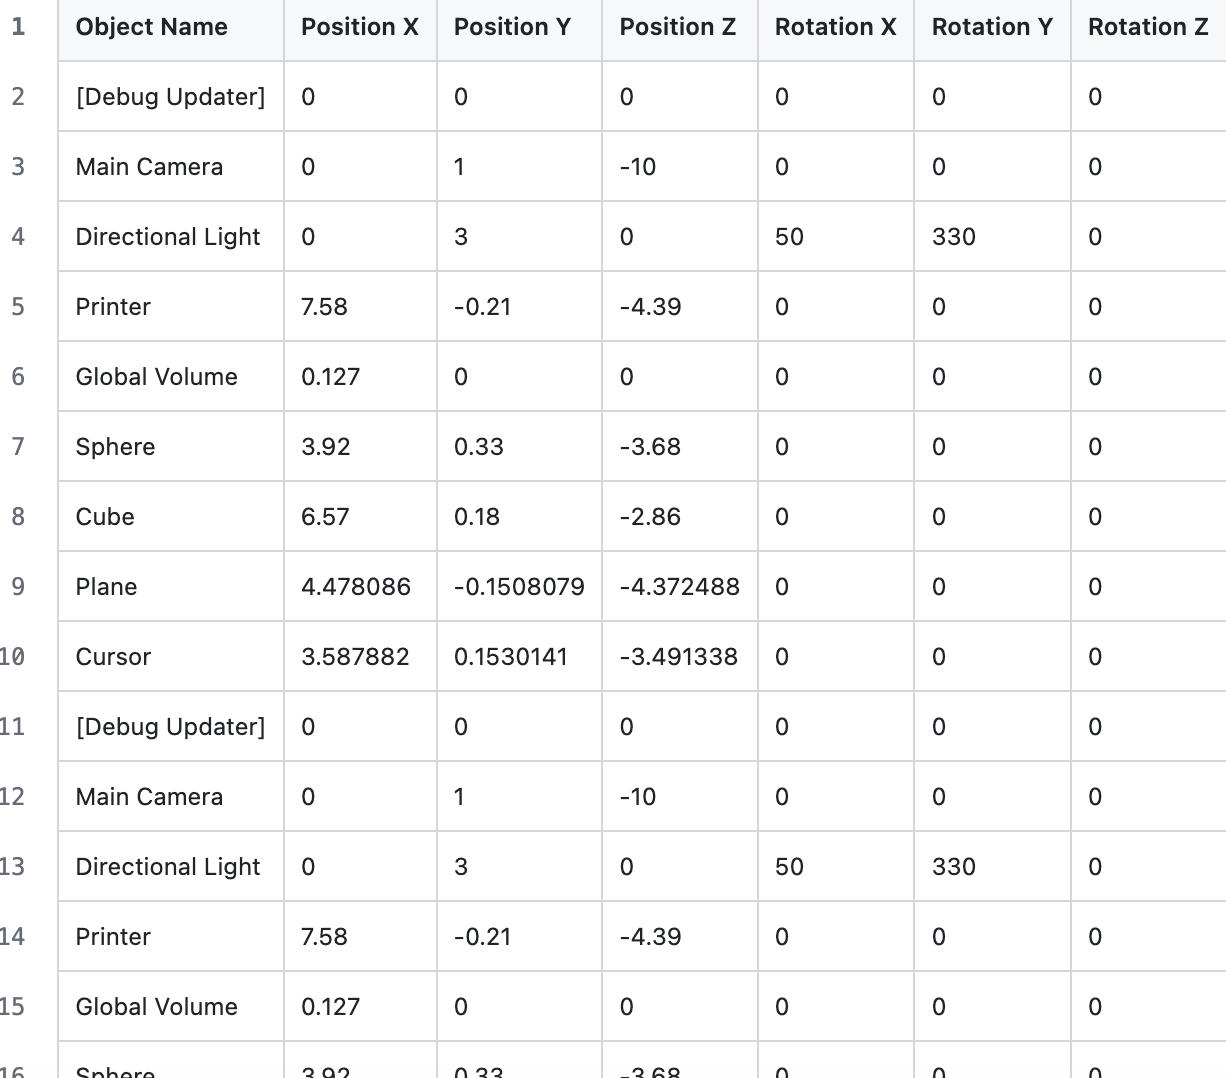 1 Object Name Position X Position Y Position Z Rotation X Rotation Y Rotation Z
2 [Debug Updater] 0 0 0 0 0 0
3 Main Camera 0 1 -10 0 0 0
4 Directional Light 0 3 0 50 330 0
5 Printer 7.58 -0.21 -4.39 0 0 0
6 Global Volume 0.127 0 0 0 0 0
7 Sphere 3.92 0.33 -3.68 0 0 0
8 Cube 6.57 0.18 -2.86 0 0 0
9 Plane 4.478086 -0.1508079 -4.372488 0 0 0
10 Cursor 3.587882 0.1530141 -3.491338 0 0 0
11 [Debug Updater] 0 0 0 0 0 0
12 Main Camera 0 1 -10 0 0 0
13 Directional Light 0 3 0 50 330 0
14 Printer 7.58 -0.21 -4.39 0 0 0
15 Global Volume 0.127 0 0 0 0 0
16 Sphere 3.92 0.33 -3.68 0 0 0